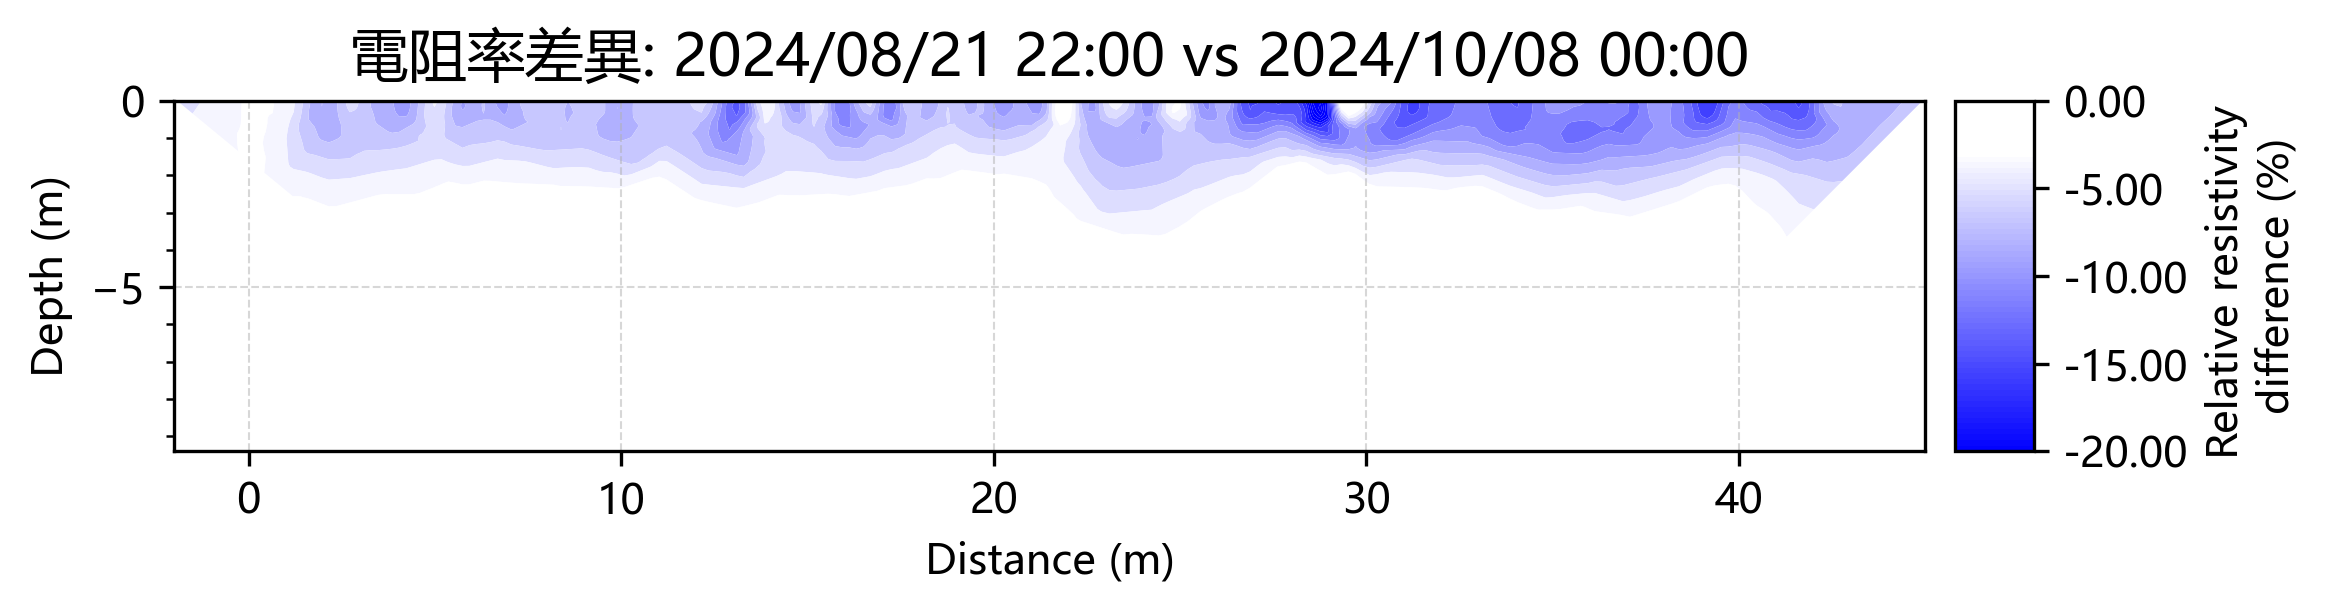 電阻率差異: 2024/08/21 22:00 vs 2024/10/08 00:00
0
−5
Depth (m)
0 10 20 30 40
Distance (m)
0.00
-5.00
-10.00
-15.00
-20.00
Relative resistivity
difference (%)